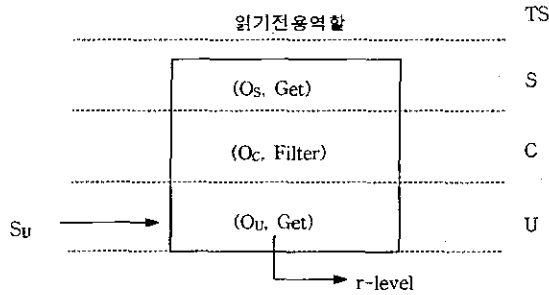 읽기전용역할
TS
(OS, Get)
S
(OC, Filter)
C
SU
(OU, Get)
U
r-level